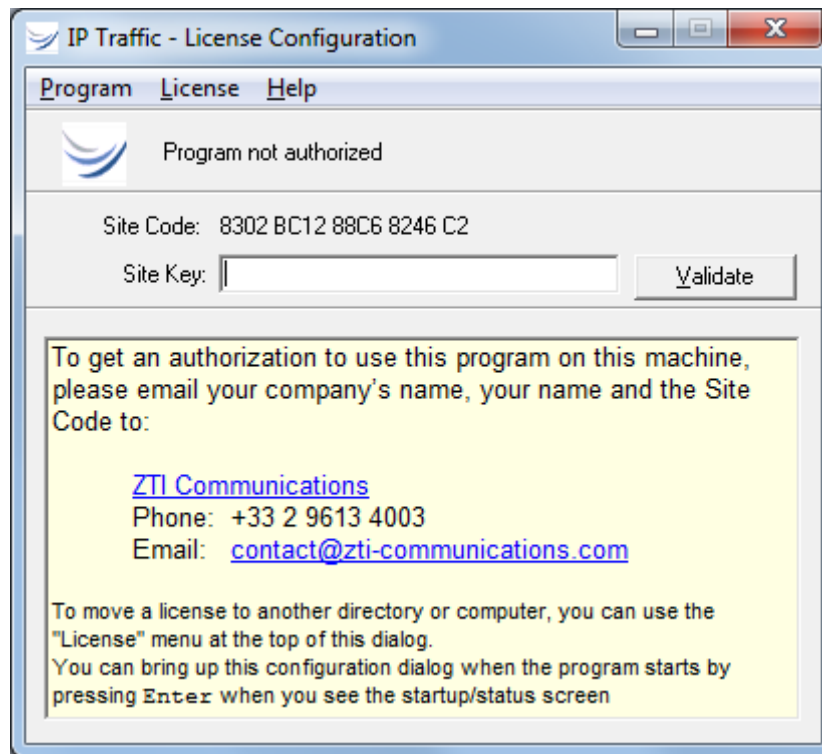 IP Traffic - License Configuration
Program License Help
Program not authorized
Site Code: 8302 BC12 88C6 8246 C2
Site Key:
Validate
To get an authorization to use this program on this machine,
please email your company's name, your name and the Site
Code to:
ZTI Communications
Phone: +33 2 9613 4003
Email: contact@zti-communications.com
To move a license to another directory or computer, you can use the
"License" menu at the top of this dialog.
You can bring up this configuration dialog when the program starts by
pressing Enter when you see the startup/status screen